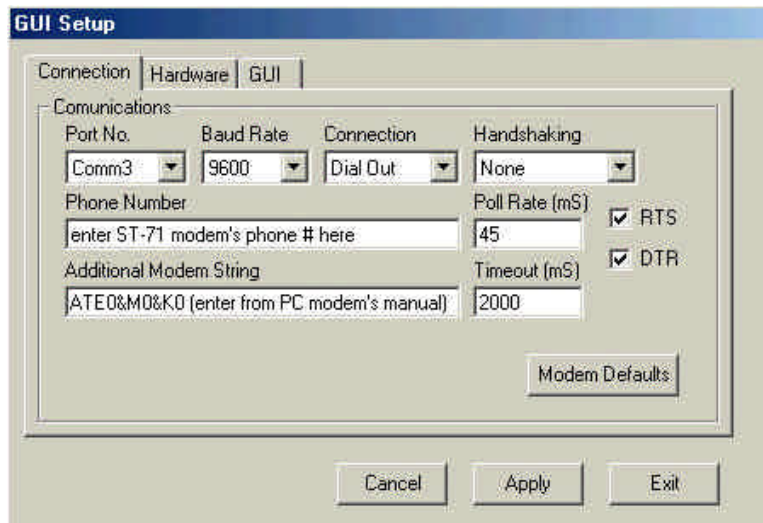 GUI Setup
Connection Hardware GUI
Comunications
Port No. Baud Rate Connection Handshaking
Comm3 9600 Dial Out None
Phone Number Poll Rate (mS)
enter ST-71 modem's phone # here 45 RTS
Additional Modem String Timeout (mS) DTR
ATE0&M0&K0 (enter from PC modem's manual) 2000
Modem Defaults
Cancel Apply Exit